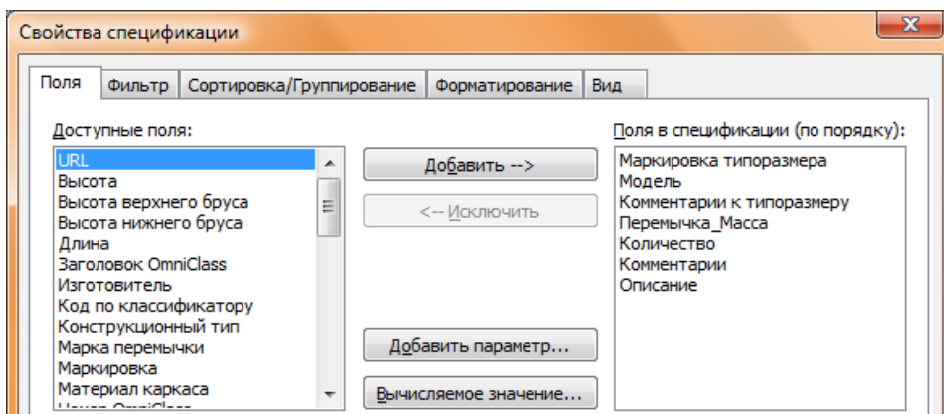 Свойства спецификации
Поля Фильтр Сортировка/Группирование Форматирование Вид
Доступные поля:
URL
Высота
Высота верхнего бруса
Высота нижнего бруса
Длина
Заголовок OmniClass
Изготовитель
Код по классификатору
Конструкционный тип
Марка перемычки
Маркировка
Материал каркаса
Добавить -->
<-- Исключить
Добавить параметр...
Вычисляемое значение...
Поля в спецификации (по порядку):
Маркировка типоразмера
Модель
Комментарии к типоразмеру
Перемычка_Масса
Количество
Комментарии
Описание